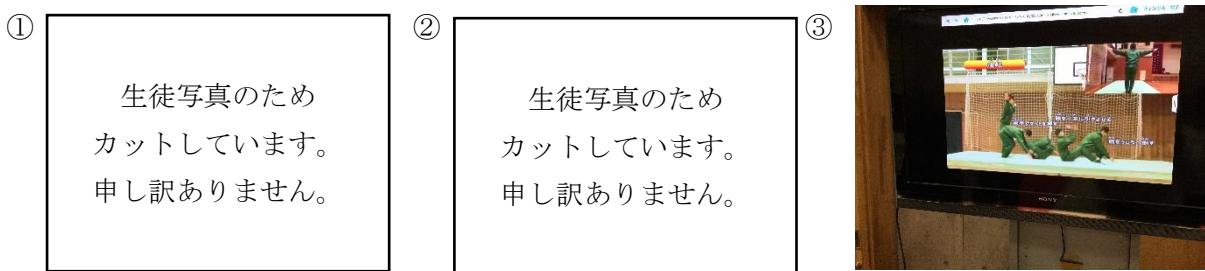 ①
生徒写真のため
カットしています。
申し訳ありません。
②
生徒写真のため
カットしています。
申し訳ありません。
③
SONY